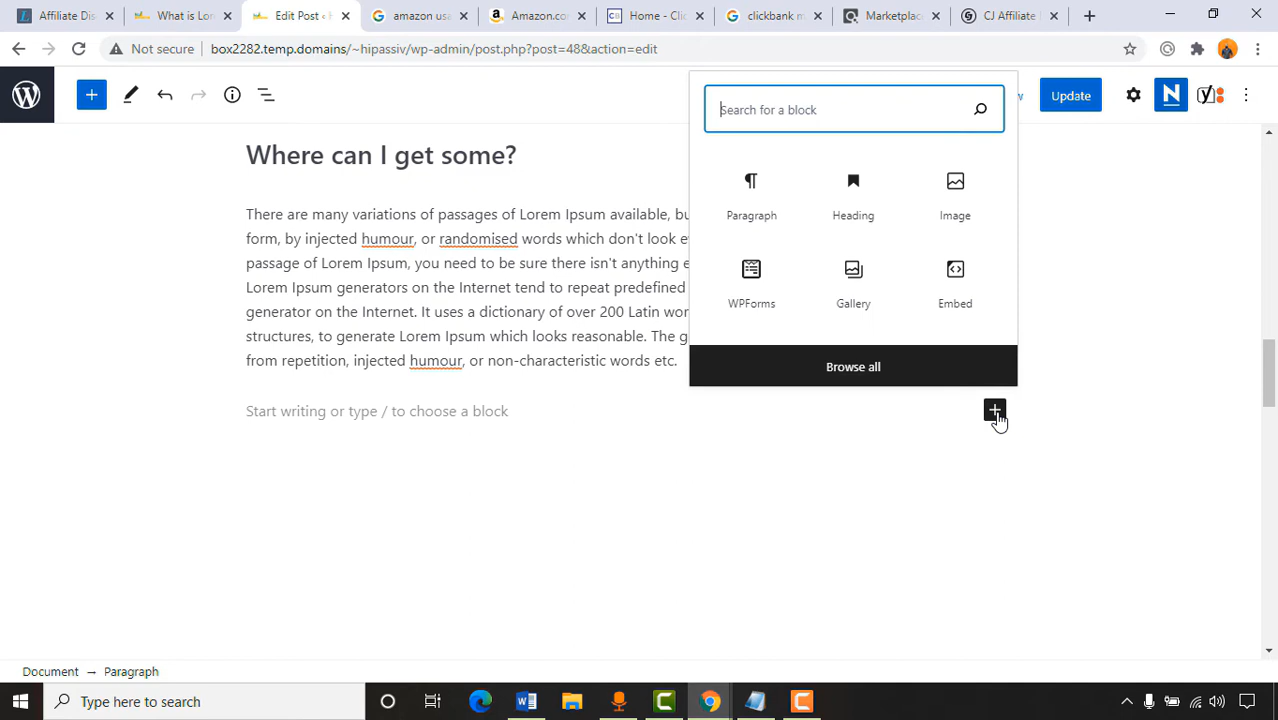 Affiliate Dis
What is Lor
Edit Post ‹ H
amazon usa
Amazon.co
Home - Clic
clickbank m
Marketplac
CJ Affiliate
Not secure
box2282.temp.domains/~hipassiv/wp-admin/post.php?post=48&action=edit
Update
Where can I get some?
There are many variations of passages of Lorem Ipsum available, bu
form, by injected humour, or randomised words which don't look e
passage of Lorem Ipsum, you need to be sure there isn't anything e
Lorem Ipsum generators on the Internet tend to repeat predefined
generator on the Internet. It uses a dictionary of over 200 Latin wor
structures, to generate Lorem Ipsum which looks reasonable. The g
from repetition, injected humour, or non-characteristic words etc.
Start writing or type / to choose a block
Search for a block
Paragraph
Heading
Image
WPForms
Gallery
Embed
Browse all
Document → Paragraph
Type here to search